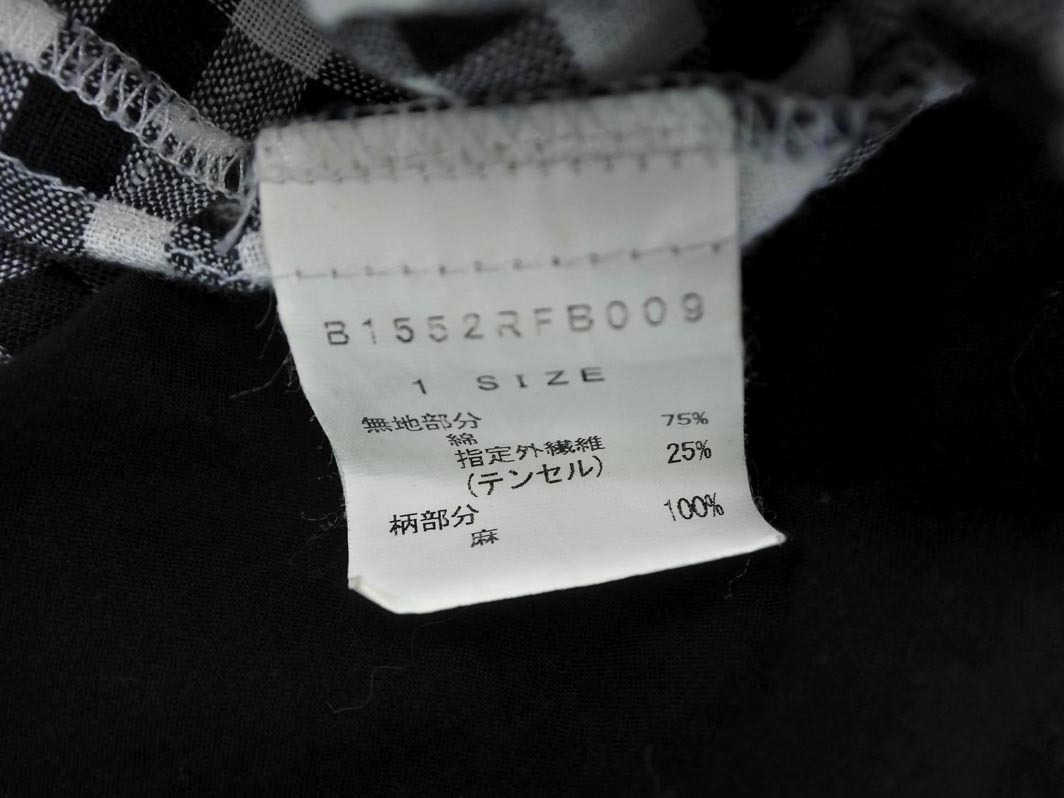 B1552RFB009
1 SIZE
無地部分
綿 75%
指定外繊維 25%
(テンセル)
柄部分
麻 100%